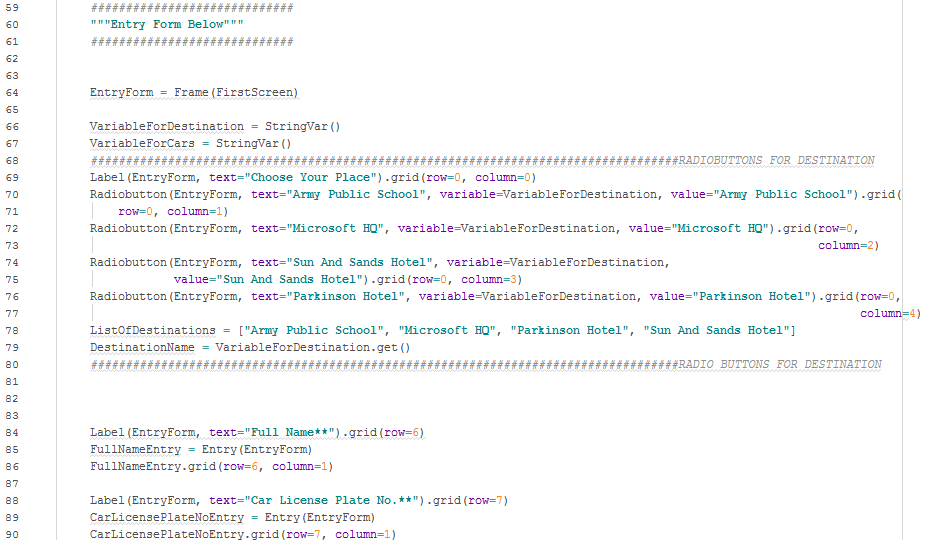 59 #############################
60 """Entry Form Below"""
61 #############################
62
63
64 EntryForm = Frame(FirstScreen)
65
66 VariableForDestination = StringVar()
67 VariableForCars = StringVar()
68 ####################################################################################RADIOBUTTONS FOR DESTINATION
69 Label(EntryForm, text="Choose Your Place").grid(row=0, column=0)
70 Radiobutton(EntryForm, text="Army Public School", variable=VariableForDestination, value="Army Public School").grid(
71     row=0, column=1)
72 Radiobutton(EntryForm, text="Microsoft HQ", variable=VariableForDestination, value="Microsoft HQ").grid(row=0,
73                                                                                                         column=2)
74 Radiobutton(EntryForm, text="Sun And Sands Hotel", variable=VariableForDestination,
75             value="Sun And Sands Hotel").grid(row=0, column=3)
76 Radiobutton(EntryForm, text="Parkinson Hotel", variable=VariableForDestination, value="Parkinson Hotel").grid(row=0,
77                                                                                                               column=4)
78 ListOfDestinations = ["Army Public School", "Microsoft HQ", "Parkinson Hotel", "Sun And Sands Hotel"]
79 DestinationName = VariableForDestination.get()
80 ####################################################################################RADIO BUTTONS FOR DESTINATION
81
82
83
84 Label(EntryForm, text="Full Name**").grid(row=6)
85 FullNameEntry = Entry(EntryForm)
86 FullNameEntry.grid(row=6, column=1)
87
88 Label(EntryForm, text="Car License Plate No.**").grid(row=7)
89 CarLicensePlateNoEntry = Entry(EntryForm)
90 CarLicensePlateNoEntry.grid(row=7, column=1)